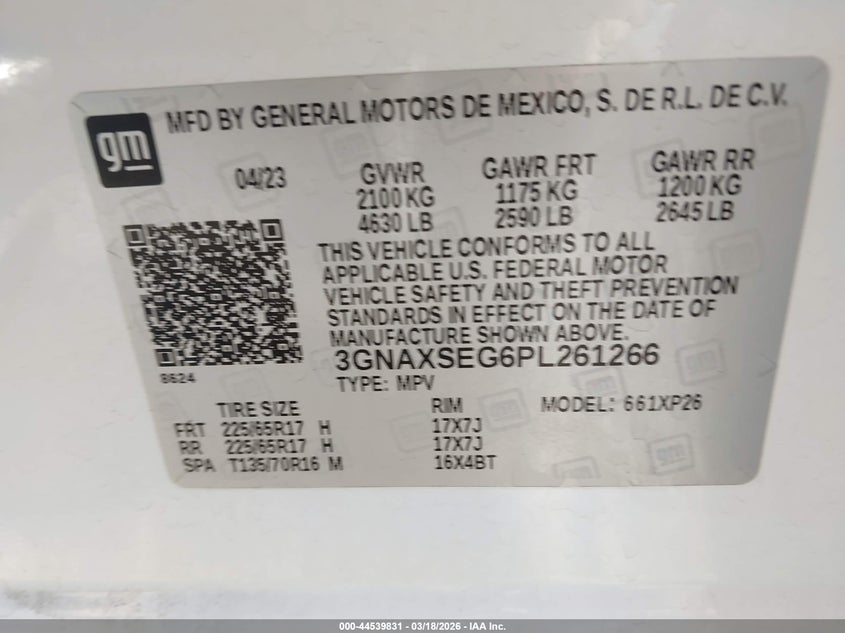 gm
MFD BY GENERAL MOTORS DE MEXICO, S. DE R.L. DE C.V.
04/23 GVWR GAWR FRT GAWR RR
2100 KG 1175 KG 1200 KG
4630 LB 2590 LB 2645 LB
THIS VEHICLE CONFORMS TO ALL
APPLICABLE U.S. FEDERAL MOTOR
VEHICLE SAFETY AND THEFT PREVENTION
STANDARDS IN EFFECT ON THE DATE OF
MANUFACTURE SHOWN ABOVE.
8624
3GNAXSEG6PL261266
TYPE: MPV
TIRE SIZE RIM MODEL: 661XP26
FRT 225/65R17 H 17X7J
RR 225/65R17 H 17X7J
SPA T135/70R16 M 16X4BT
000-44539831 - 03/18/2026 - IAA Inc.